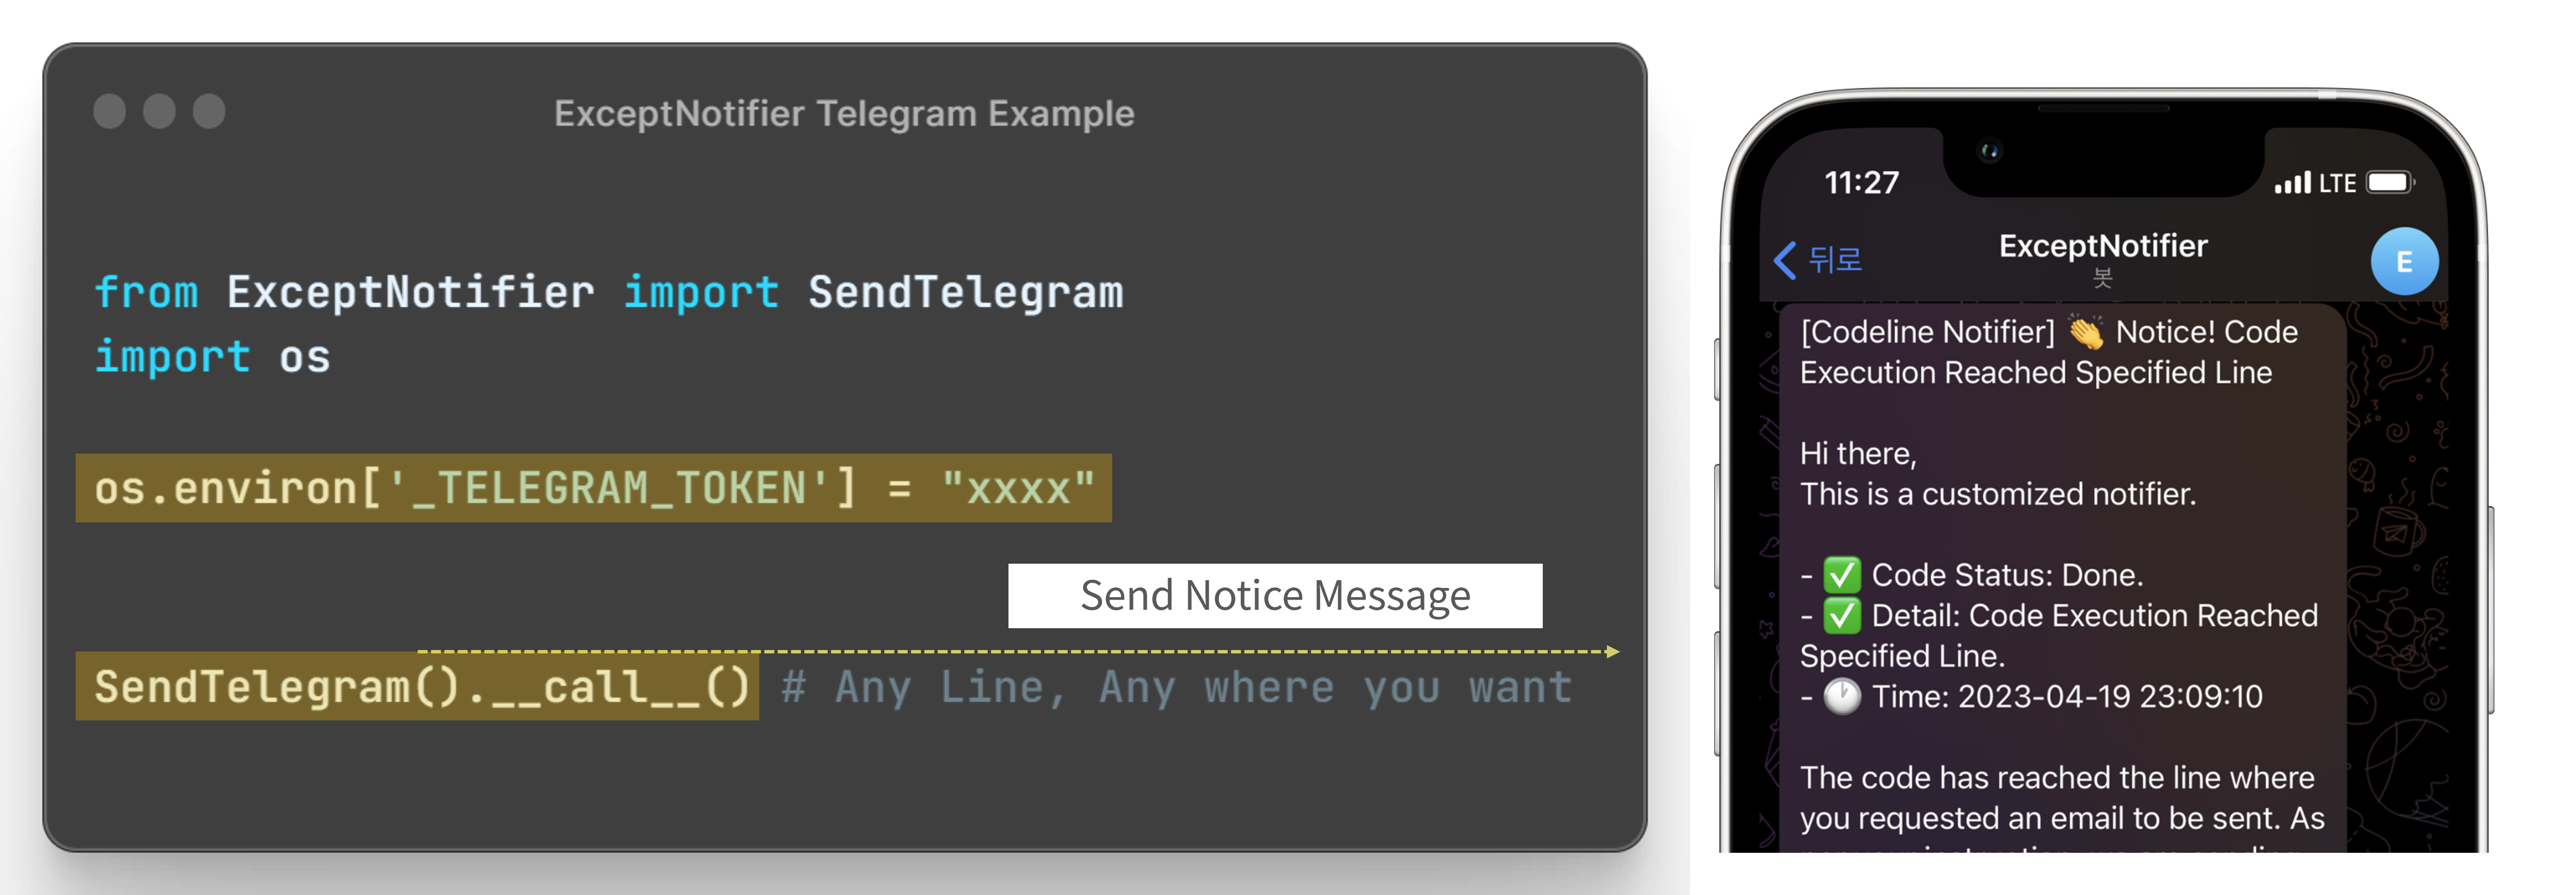 ExceptNotifier Telegram Example
from ExceptNotifier import SendTelegram
import os
os.environ['_TELEGRAM_TOKEN'] = "xxxx"
Send Notice Message
SendTelegram().__call__() # Any Line, Any where you want
11:27
LTE
뒤로
ExceptNotifier
봇
E
[Codeline Notifier] 👏 Notice! Code
Execution Reached Specified Line
Hi there,
This is a customized notifier.
- ✅ Code Status: Done.
- ✅ Detail: Code Execution Reached
Specified Line.
- 🕐 Time: 2023-04-19 23:09:10
The code has reached the line where
you requested an email to be sent. As